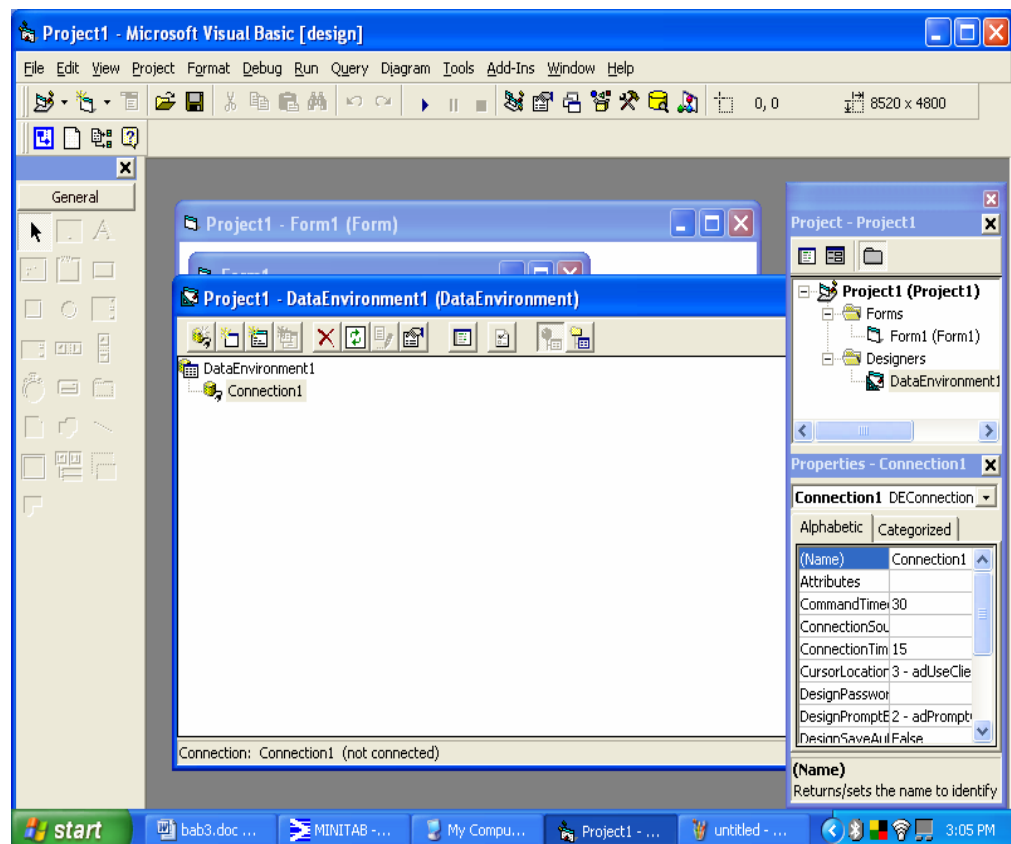 Project1 - Microsoft Visual Basic [design]
File Edit View Project Format Debug Run Query Diagram Tools Add-Ins Window Help
0, 0
8520 x 4800
General
Project1 - Form1 (Form)
Form1
Project1 - DataEnvironment1 (DataEnvironment)
DataEnvironment1
Connection1
Connection: Connection1 (not connected)
Project - Project1
Project1 (Project1)
Forms
Form1 (Form1)
Designers
DataEnvironment1
Properties - Connection1
Connection1 DEConnection
Alphabetic Categorized
(Name) Connection1
Attributes
CommandTime 30
ConnectionSou
ConnectionTim 15
CursorLocation 3 - adUseClie
DesignPasswor
DesignPromptB 2 - adPrompt
DesignSaveAut False
(Name)
Returns/sets the name to identify
start
bab3.doc ...
MINITAB -...
My Compu...
Project1 - ...
untitled - ...
3:05 PM